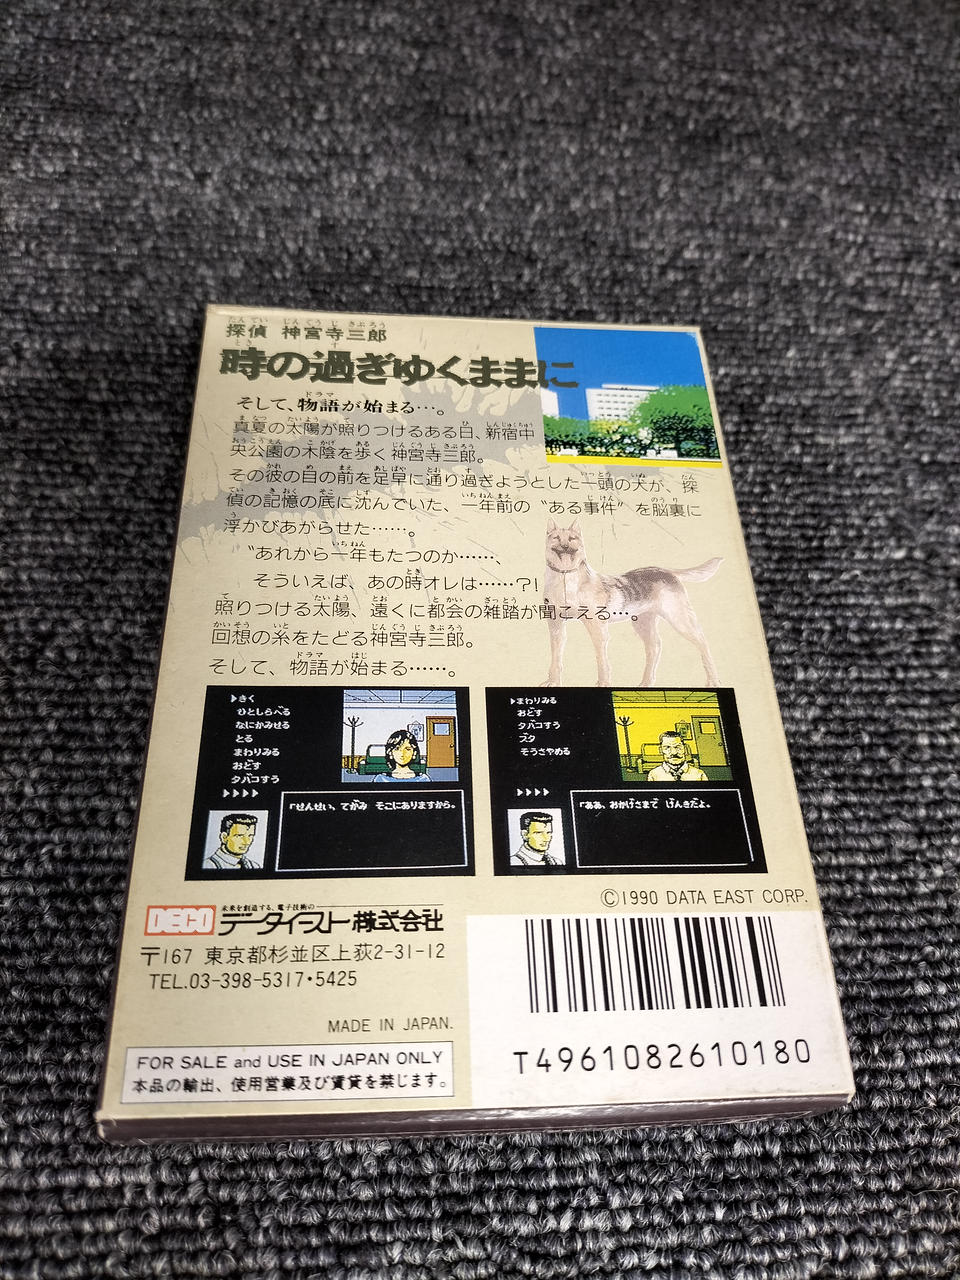 探偵 神宮寺三郎
時の過ぎゆくままに
そして、物語が始まる…。
真夏の太陽が照りつけるある日、新宿中
央公園の木陰を歩く神宮寺三郎。
その彼の目の前を足早に通り過ぎようとした一頭の犬が、探
偵の記憶の底に沈んでいた、一年前の“ある事件”を脳裏に
浮かびあがらせた……。
“あれから一年もたつのか……、
そういえば、あの時オレは……?!
照りつける太陽、遠くに都会の雑踏が聞こえる…。
回想の糸をたどる神宮寺三郎。
そして、物語が始まる……。
▶きく
ひとしらべる
なにかみせる
とる
まわりみる
おどす
タバコすう
▶▶▶▶
「せんせい、てがみ そこにありますから。
▶まわりみる
おどす
タバコすう
フタ
そうさやめる
▶▶▶▶
「ああ、おかげさまで げんきだよ。
©1990 DATA EAST CORP.
DECO 未来を創造する、電子技術の
データイースト株式会社
〒167 東京都杉並区上荻2-31-12
TEL.03-398-5317・5425
MADE IN JAPAN.
FOR SALE and USE IN JAPAN ONLY
本品の輸出、使用営業及び賃貸を禁じます。
T4961082610180